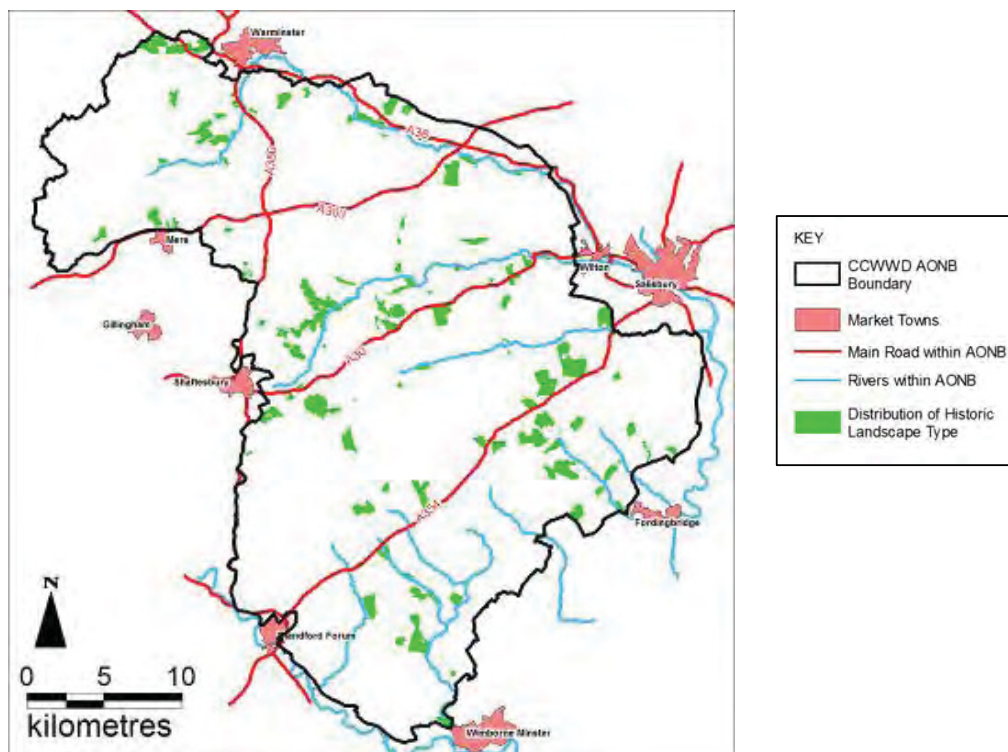 Warminster
A36
A350
A303
Mere
Wilton
Salisbury
Gillingham
A30
Shaftesbury
A354
Fordingbridge
N
Blandford Forum
0 5 10
kilometres
Wimborne Minster
KEY
CCWWD AONB
Boundary
Market Towns
Main Road within AONB
Rivers within AONB
Distribution of Historic
Landscape Type